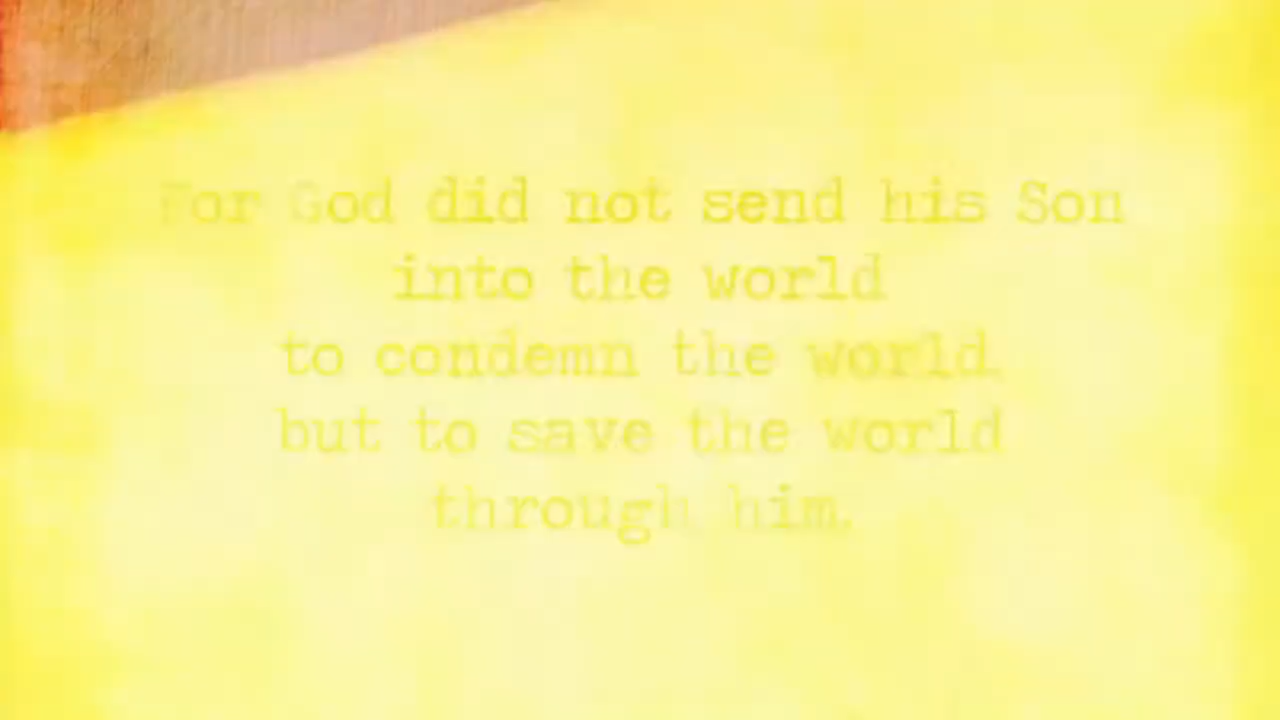 For God did not send his Son
into the world
to condemn the world,
but to save the world
through him.